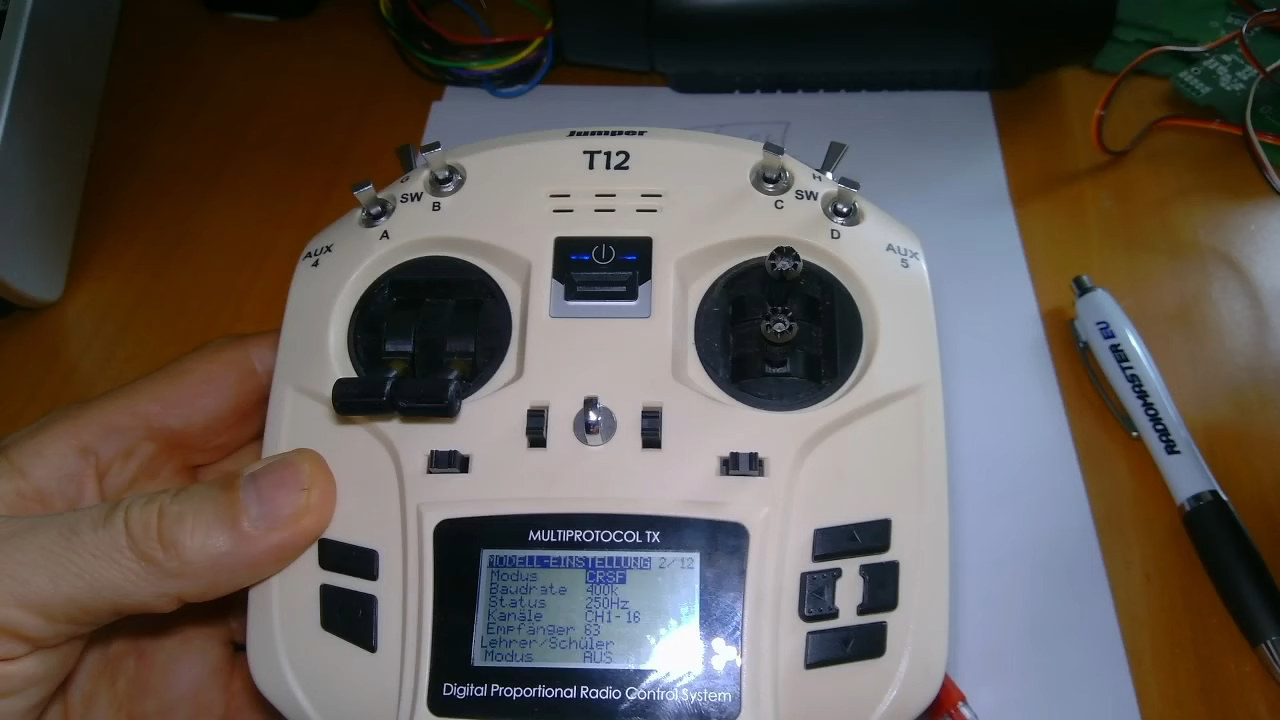 Jumper
T12
G
SW
B
A
AUX
4
C
SW
H
D
AUX
5
RADIOMASTER EU
MULTIPROTOCOL TX
MODELL-EINSTELLUNG 2/12
Modus CRSF
Baudrate 400k
Status 250Hz
Kanäle CH1-16
Empfänger 63
Lehrer/Schüler
Modus AUS
Digital Proportional Radio Control System